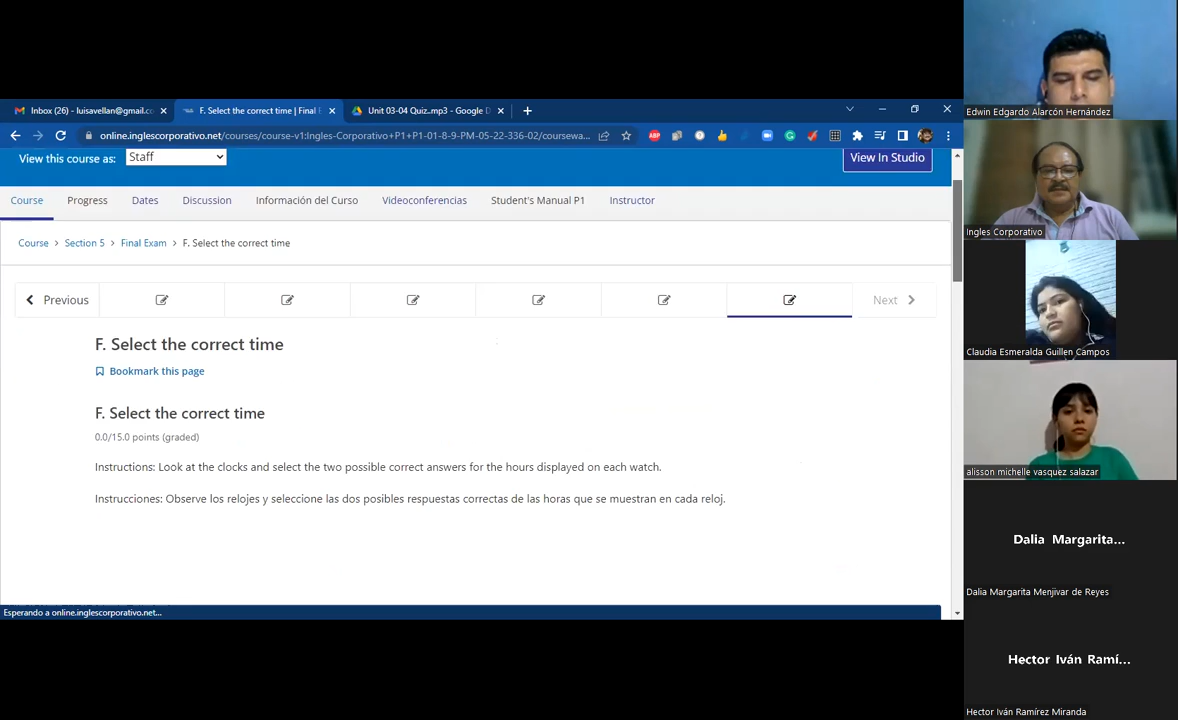 Inbox (26) - luisavellan@gmail.cc
F. Select the correct time | Final E
Unit 03-04 Quiz..mp3 - Google D
online.inglescorporativo.net/courses/course-v1:Ingles-Corporativo+P1+P1-01-8-9-PM-05-22-336-02/coursewa...
View this course as:
Staff
View In Studio
Course
Progress
Dates
Discussion
Información del Curso
Videoconferencias
Student's Manual P1
Instructor
Course > Section 5 > Final Exam > F. Select the correct time
Previous
Next
F. Select the correct time
Bookmark this page
F. Select the correct time
0.0/15.0 points (graded)
Instructions: Look at the clocks and select the two possible correct answers for the hours displayed on each watch.
Instrucciones: Observe los relojes y seleccione las dos posibles respuestas correctas de las horas que se muestran en cada reloj.
Esperando a online.inglescorporativo.net...
Edwin Edgardo Alarcón Hernández
Ingles Corporativo
Claudia Esmeralda Guillen Campos
alisson michelle vasquez salazar
Dalia Margarita...
Dalia Margarita Menjivar de Reyes
Hector Iván Ramí...
Hector Iván Ramírez Miranda